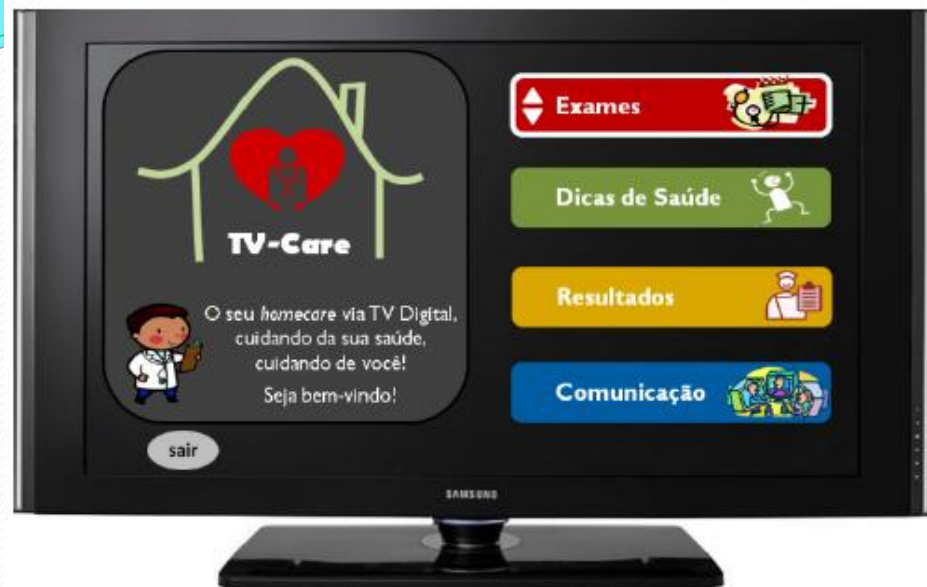 TV-Care
O seu homecare via TV Digital,
cuidando da sua saúde,
cuidando de você!
Seja bem-vindo!
sair
Exames
Dicas de Saúde
Resultados
Comunicação
SAMSUNG